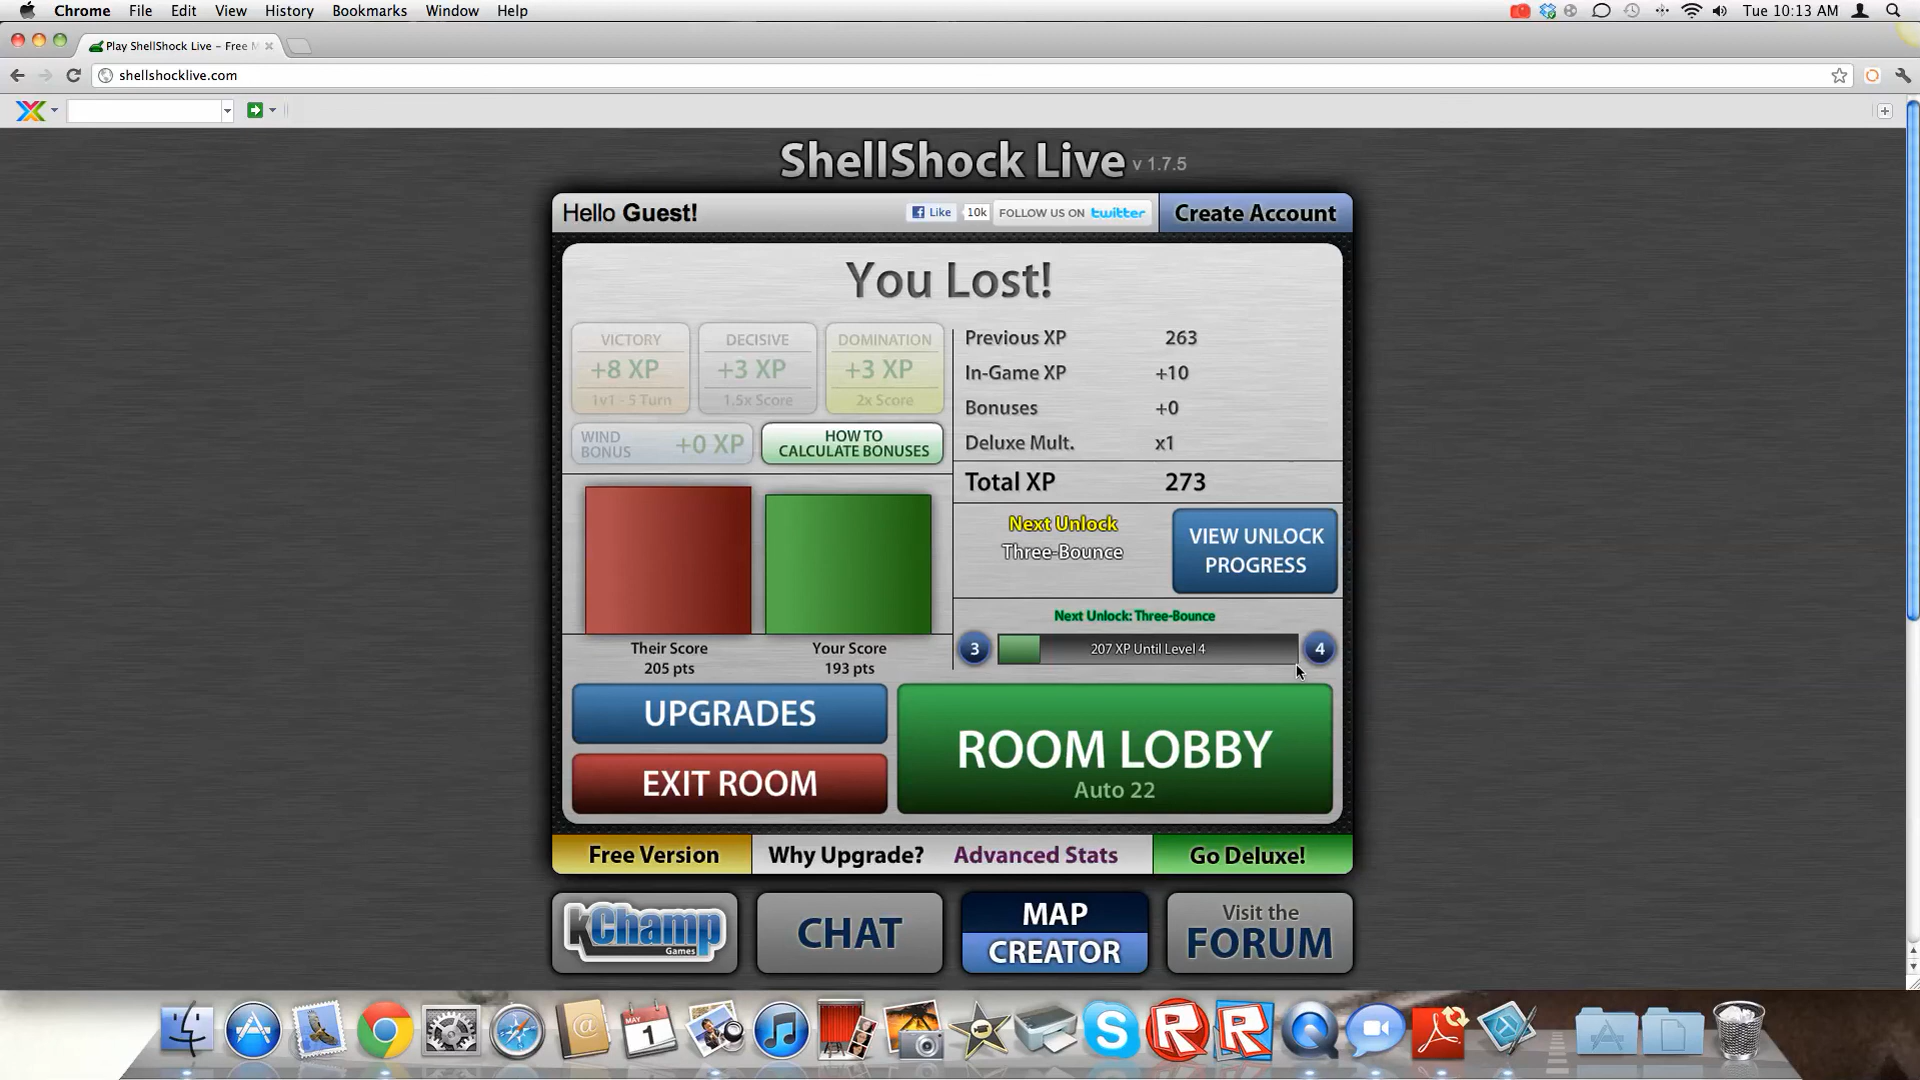 Chrome File Edit View History Bookmarks Window Help Tue 10:13 AM
Play ShellShock Live – Free M
shellshocklive.com
ShellShock Live v 1.7.5
Hello Guest! Like 10k FOLLOW US ON twitter Create Account
You Lost!
VICTORY
+8 XP
1v1 - 5 Turn
DECISIVE
+3 XP
1.5x Score
DOMINATION
+3 XP
2x Score
WIND
BONUS
+0 XP
HOW TO
CALCULATE BONUSES
Previous XP 263
In-Game XP +10
Bonuses +0
Deluxe Mult. x1
Total XP 273
Next Unlock
Three-Bounce
VIEW UNLOCK
PROGRESS
Next Unlock: Three-Bounce
3 207 XP Until Level 4 4
Their Score
205 pts
Your Score
193 pts
UPGRADES
EXIT ROOM
ROOM LOBBY
Auto 22
Free Version Why Upgrade? Advanced Stats Go Deluxe!
kChamp
Games
CHAT
MAP
CREATOR
Visit the
FORUM
MAY
1